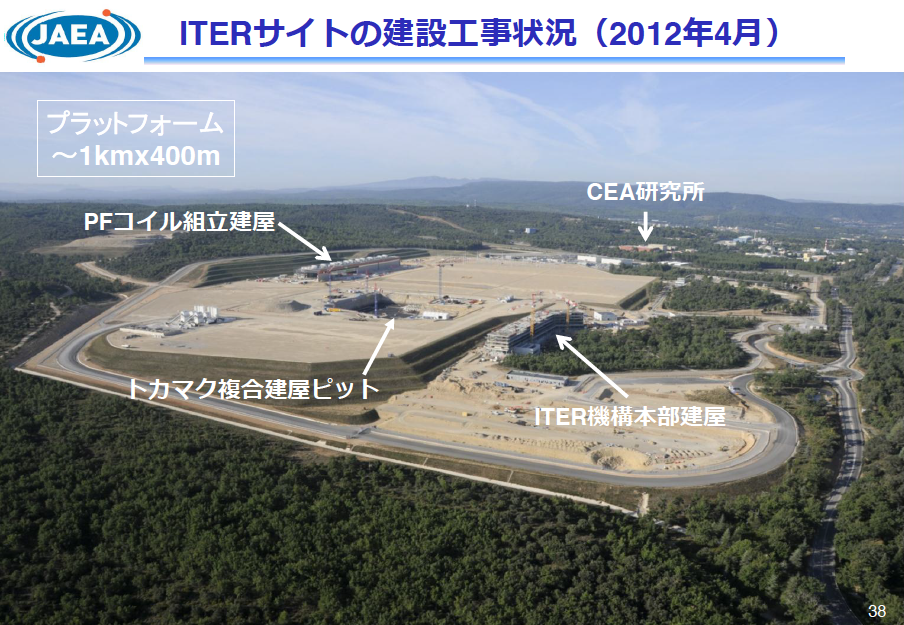 JAEA
ITERサイトの建設工事状況（2012年4月）
プラットフォーム
～1kmx400m
CEA研究所
PFコイル組立建屋
トカマク複合建屋ピット
ITER機構本部建屋
38